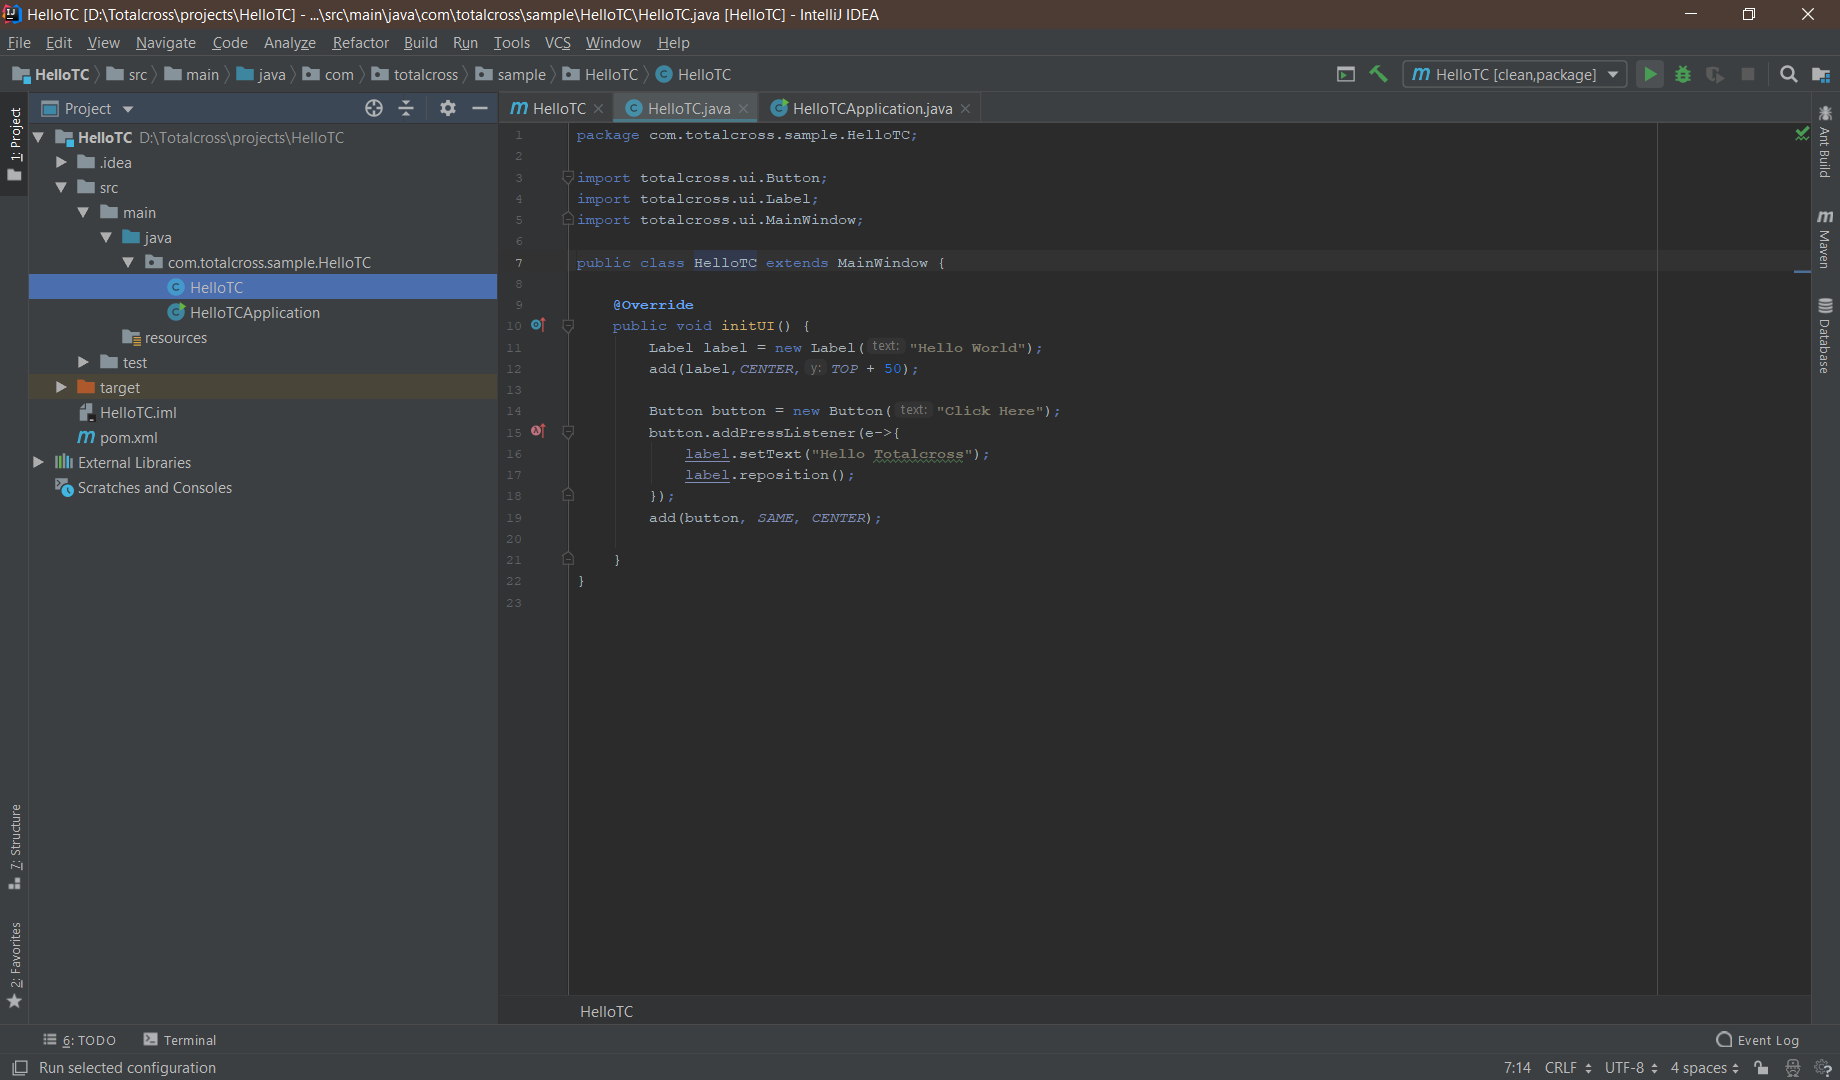 HelloTC [D:\Totalcross\projects\HelloTC] - ...\src\main\java\com\totalcross\sample\HelloTC\HelloTC.java [HelloTC] - IntelliJ IDEA
File Edit View Navigate Code Analyze Refactor Build Run Tools VCS Window Help
HelloTC src main java com totalcross sample HelloTC HelloTC
HelloTC [clean,package]
1: Project
7: Structure
2: Favorites
Project
HelloTC D:\Totalcross\projects\HelloTC
.idea
src
main
java
com.totalcross.sample.HelloTC
HelloTC
HelloTCApplication
resources
test
target
HelloTC.iml
pom.xml
External Libraries
Scratches and Consoles
HelloTC HelloTC.java HelloTCApplication.java
1 package com.totalcross.sample.HelloTC;
2
3 import totalcross.ui.Button;
4 import totalcross.ui.Label;
5 import totalcross.ui.MainWindow;
6
7 public class HelloTC extends MainWindow {
8
9 @Override
10 public void initUI() {
11 Label label = new Label( text: "Hello World");
12 add(label,CENTER, y: TOP + 50);
13
14 Button button = new Button( text: "Click Here");
15 button.addPressListener(e->{
16 label.setText("Hello Totalcross");
17 label.reposition();
18 });
19 add(button, SAME, CENTER);
20
21 }
22 }
23
HelloTC
Ant Build
Maven
Database
6: TODO Terminal Event Log
Run selected configuration 7:14 CRLF UTF-8 4 spaces